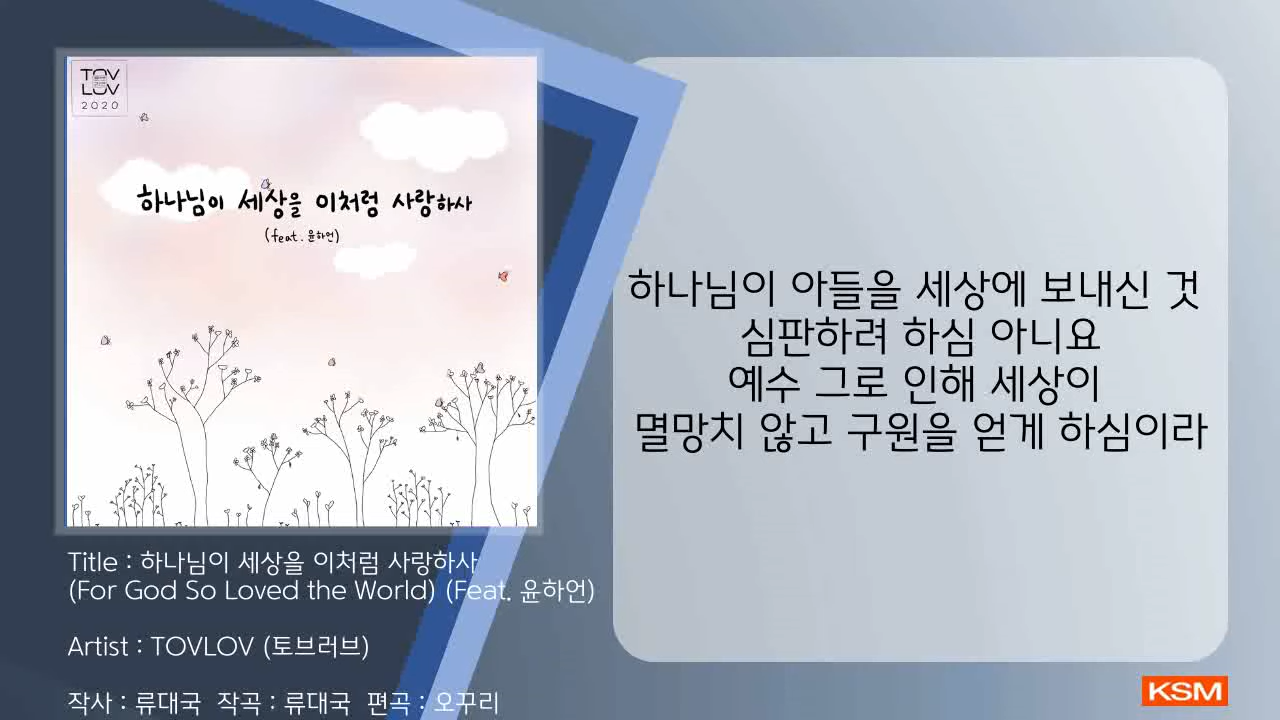 TOV
LOV
2020
하나님이 세상을 이처럼 사랑하사
(feat. 윤하언)
하나님이 아들을 세상에 보내신 것
심판하려 하심 아니요
예수 그로 인해 세상이
멸망치 않고 구원을 얻게 하심이라
Title : 하나님이 세상을 이처럼 사랑하사
(For God So Loved the World) (Feat. 윤하언)
Artist : TOVLOV (토브러브)
작사 : 류대국 작곡 : 류대국 편곡 : 오꾸리
KSM